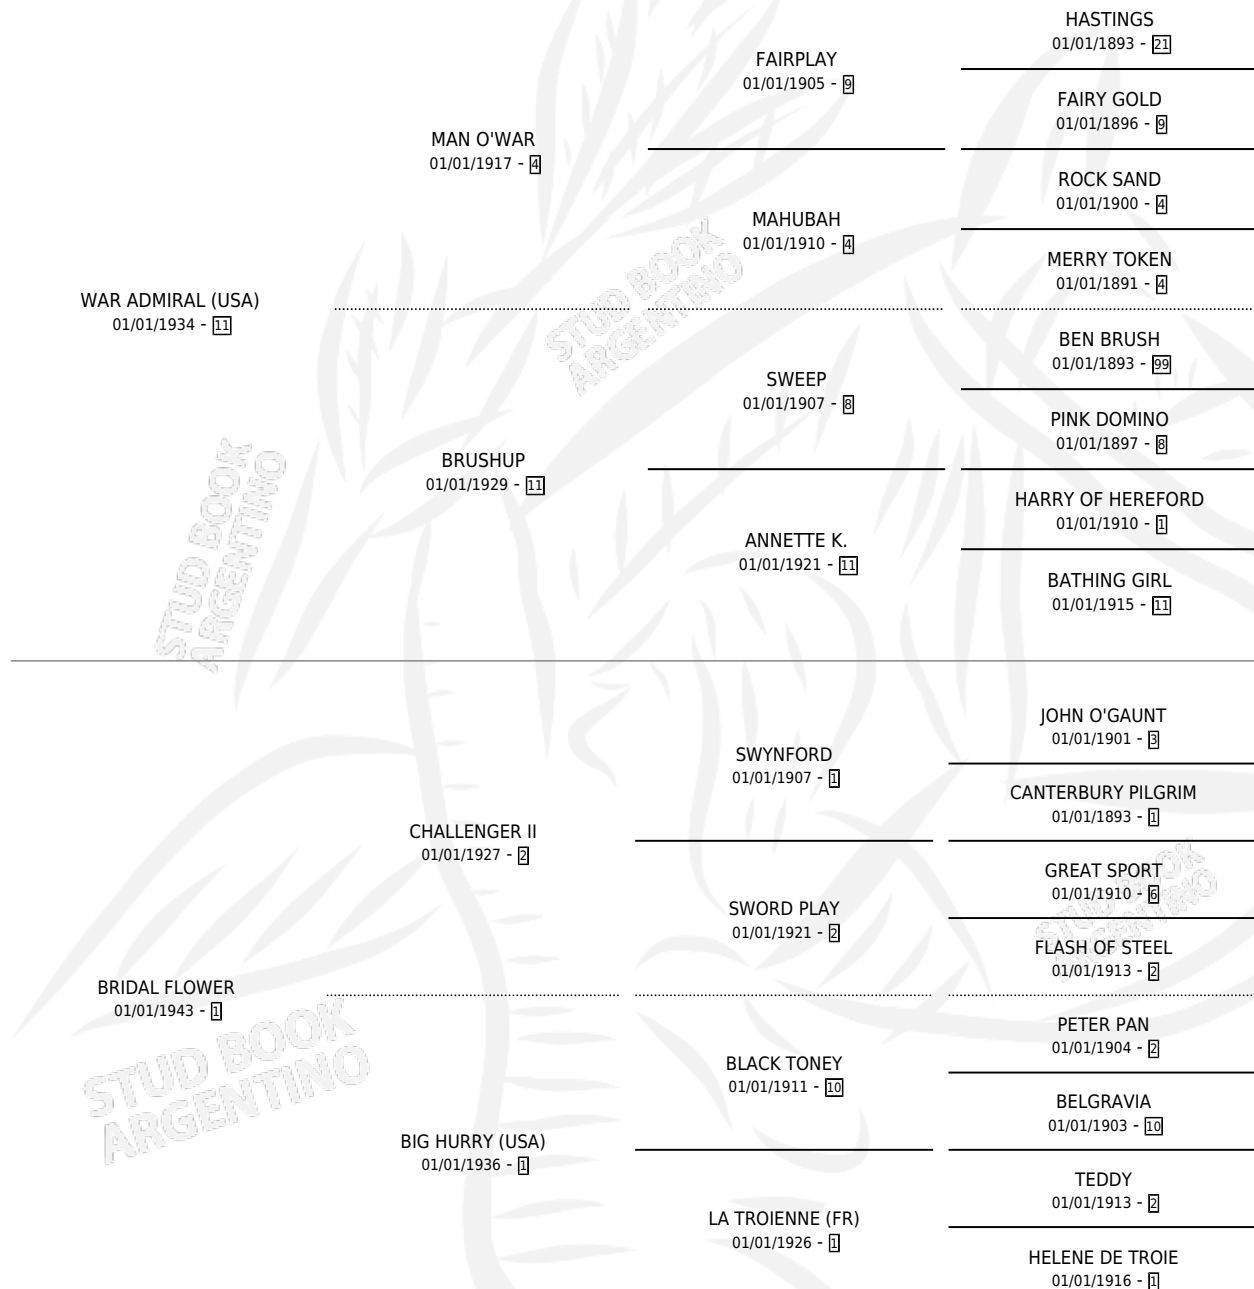 HASTINGS
01/01/1893 - 21
FAIRPLAY
01/01/1905 - 9
FAIRY GOLD
01/01/1896 - 9
MAN O'WAR
01/01/1917 - 4
ROCK SAND
01/01/1900 - 4
MAHUBAH
01/01/1910 - 4
MERRY TOKEN
01/01/1891 - 4
WAR ADMIRAL (USA)
01/01/1934 - 11
BEN BRUSH
01/01/1893 - 99
SWEEP
01/01/1907 - 8
PINK DOMINO
01/01/1897 - 8
BRUSHUP
01/01/1929 - 11
HARRY OF HEREFORD
01/01/1910 - 1
ANNETTE K.
01/01/1921 - 11
BATHING GIRL
01/01/1915 - 11
JOHN O'GAUNT
01/01/1901 - 3
SWYNFORD
01/01/1907 - 1
CANTERBURY PILGRIM
01/01/1893 - 1
CHALLENGER II
01/01/1927 - 2
GREAT SPORT
01/01/1910 - 6
SWORD PLAY
01/01/1921 - 2
FLASH OF STEEL
01/01/1913 - 2
BRIDAL FLOWER
01/01/1943 - 1
PETER PAN
01/01/1904 - 2
BLACK TONEY
01/01/1911 - 10
BELGRAVIA
01/01/1903 - 10
BIG HURRY (USA)
01/01/1936 - 1
TEDDY
01/01/1913 - 2
LA TROIENNE (FR)
01/01/1926 - 1
HELENE DE TROIE
01/01/1916 - 1
STUD BOOK
ARGENTINO
STUD BOOK
ARGENTINO
STUD BOOK
ARGENTINO
STUD BOOK
ARGENTINO